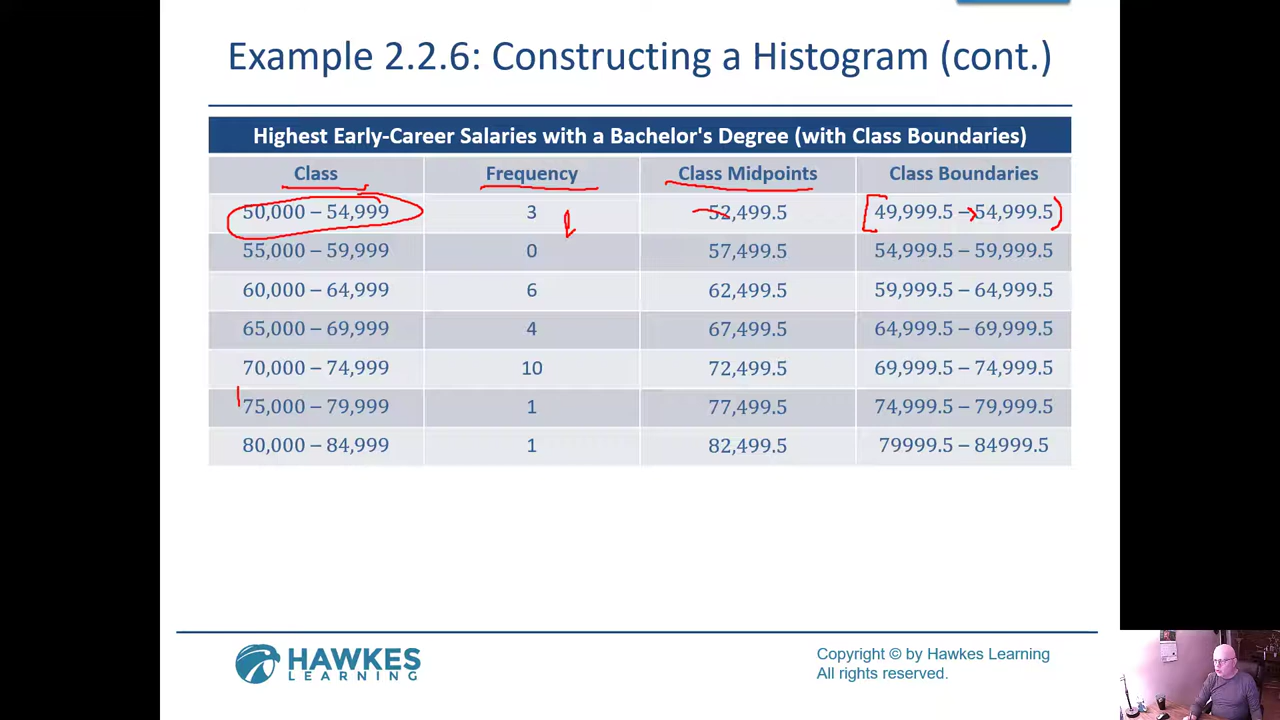 Example 2.2.6: Constructing a Histogram (cont.)
Highest Early-Career Salaries with a Bachelor's Degree (with Class Boundaries)
Class Frequency Class Midpoints Class Boundaries
50,000 – 54,999 3 52,499.5 49,999.5 – 54,999.5
55,000 – 59,999 0 57,499.5 54,999.5 – 59,999.5
60,000 – 64,999 6 62,499.5 59,999.5 – 64,999.5
65,000 – 69,999 4 67,499.5 64,999.5 – 69,999.5
70,000 – 74,999 10 72,499.5 69,999.5 – 74,999.5
75,000 – 79,999 1 77,499.5 74,999.5 – 79,999.5
80,000 – 84,999 1 82,499.5 79999.5 – 84999.5
HAWKES
LEARNING
Copyright © by Hawkes Learning
All rights reserved.